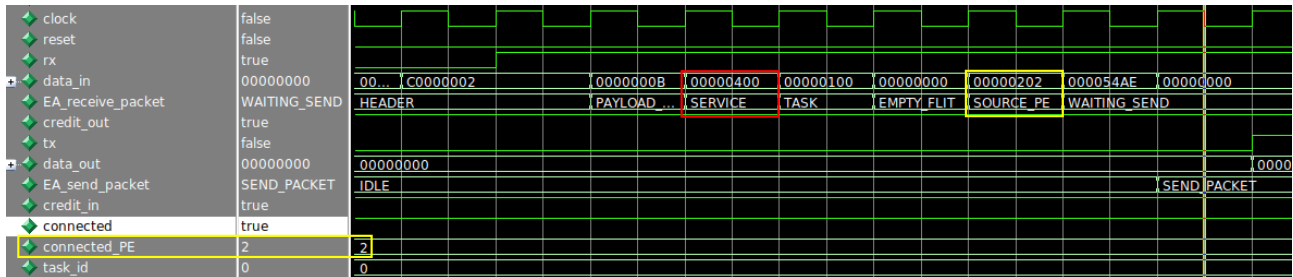 clock false
reset false
rx true
data_in 00000000 00... C0000002 0000000B 00000400 00000100 00000000 00000202 000054AE 00000000
EA_receive_packet WAITING_SEND HEADER PAYLOAD_... SERVICE TASK EMPTY_FLIT SOURCE_PE WAITING_SEND
credit_out true
tx false
data_out 00000000 00000000 0000
EA_send_packet SEND_PACKET IDLE SEND_PACKET
credit_in true
connected true
connected_PE 2 2
task_id 0 0